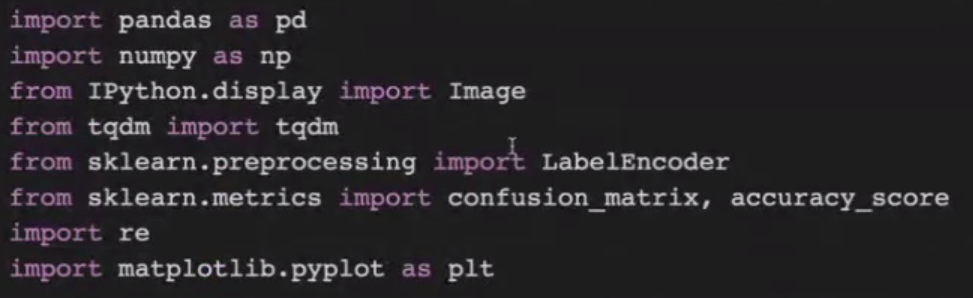 import pandas as pd
import numpy as np
from IPython.display import Image
from tqdm import tqdm
from sklearn.preprocessing import LabelEncoder
from sklearn.metrics import confusion_matrix, accuracy_score
import re
import matplotlib.pyplot as plt